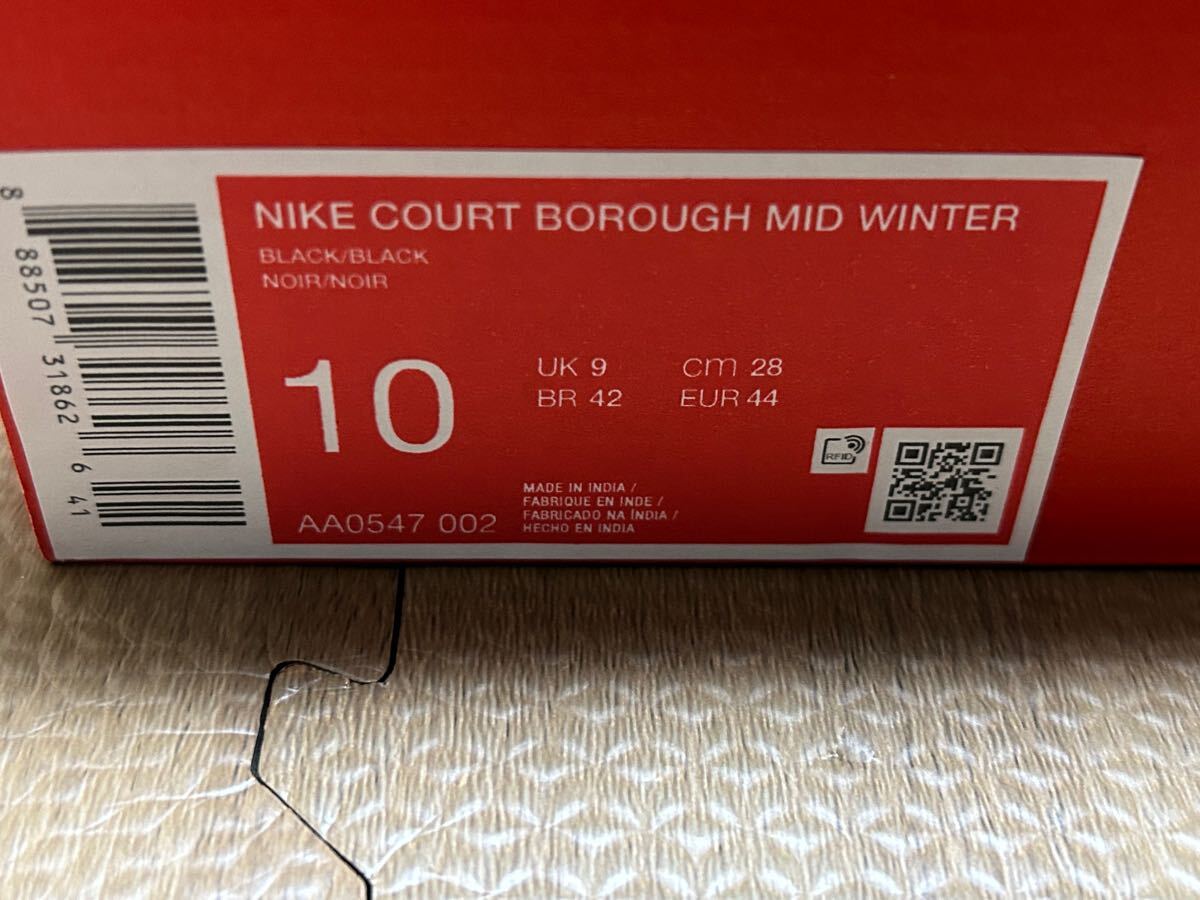 NIKE COURT BOROUGH MID WINTER
BLACK/BLACK
NOIR/NOIR
10
UK 9 cm 28
BR 42 EUR 44
RFID
AA0547 002
MADE IN INDIA /
FABRIQUE EN INDE /
FABRICADO NA ÍNDIA /
HECHO EN INDIA
8 88507 31862 6 41